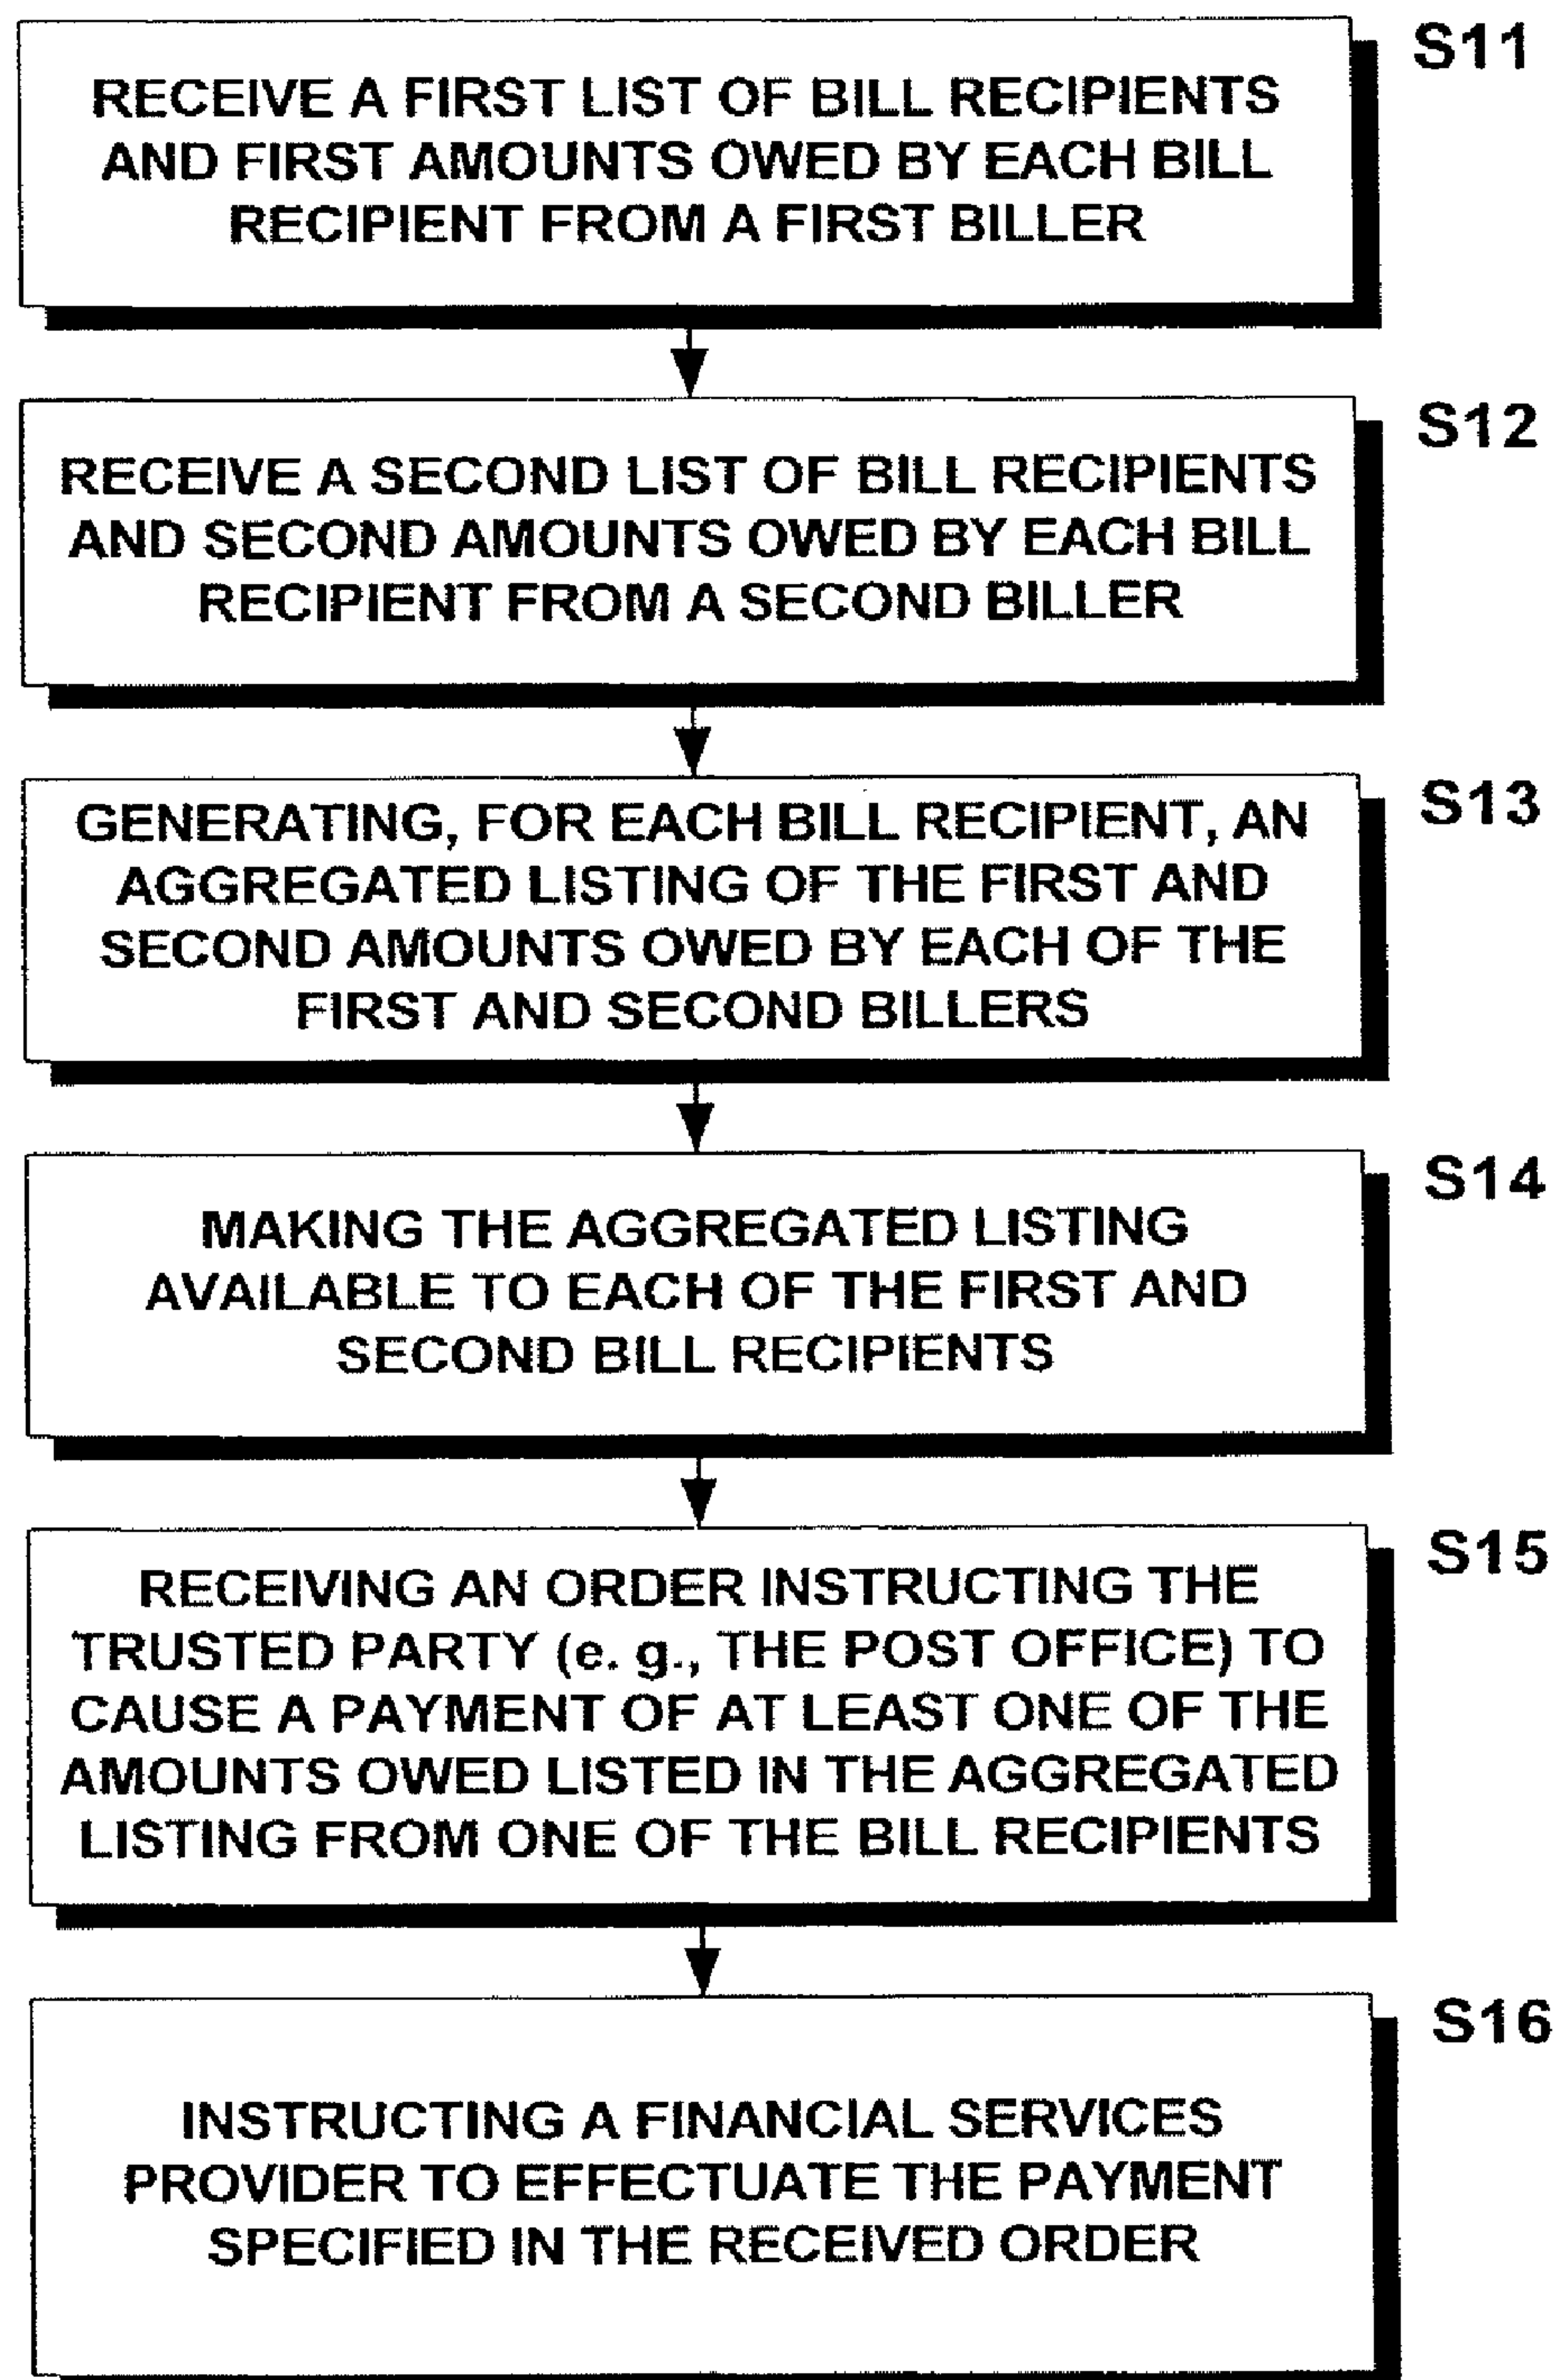 S11
RECEIVE A FIRST LIST OF BILL RECIPIENTS
AND FIRST AMOUNTS OWED BY EACH BILL
RECIPIENT FROM A FIRST BILLER
S12
RECEIVE A SECOND LIST OF BILL RECIPIENTS
AND SECOND AMOUNTS OWED BY EACH BILL
RECIPIENT FROM A SECOND BILLER
S13
GENERATING, FOR EACH BILL RECIPIENT, AN
AGGREGATED LISTING OF THE FIRST AND
SECOND AMOUNTS OWED BY EACH OF THE
FIRST AND SECOND BILLERS
S14
MAKING THE AGGREGATED LISTING
AVAILABLE TO EACH OF THE FIRST AND
SECOND BILL RECIPIENTS
S15
RECEIVING AN ORDER INSTRUCTING THE
TRUSTED PARTY (e. g., THE POST OFFICE) TO
CAUSE A PAYMENT OF AT LEAST ONE OF THE
AMOUNTS OWED LISTED IN THE AGGREGATED
LISTING FROM ONE OF THE BILL RECIPIENTS
S16
INSTRUCTING A FINANCIAL SERVICES
PROVIDER TO EFFECTUATE THE PAYMENT
SPECIFIED IN THE RECEIVED ORDER